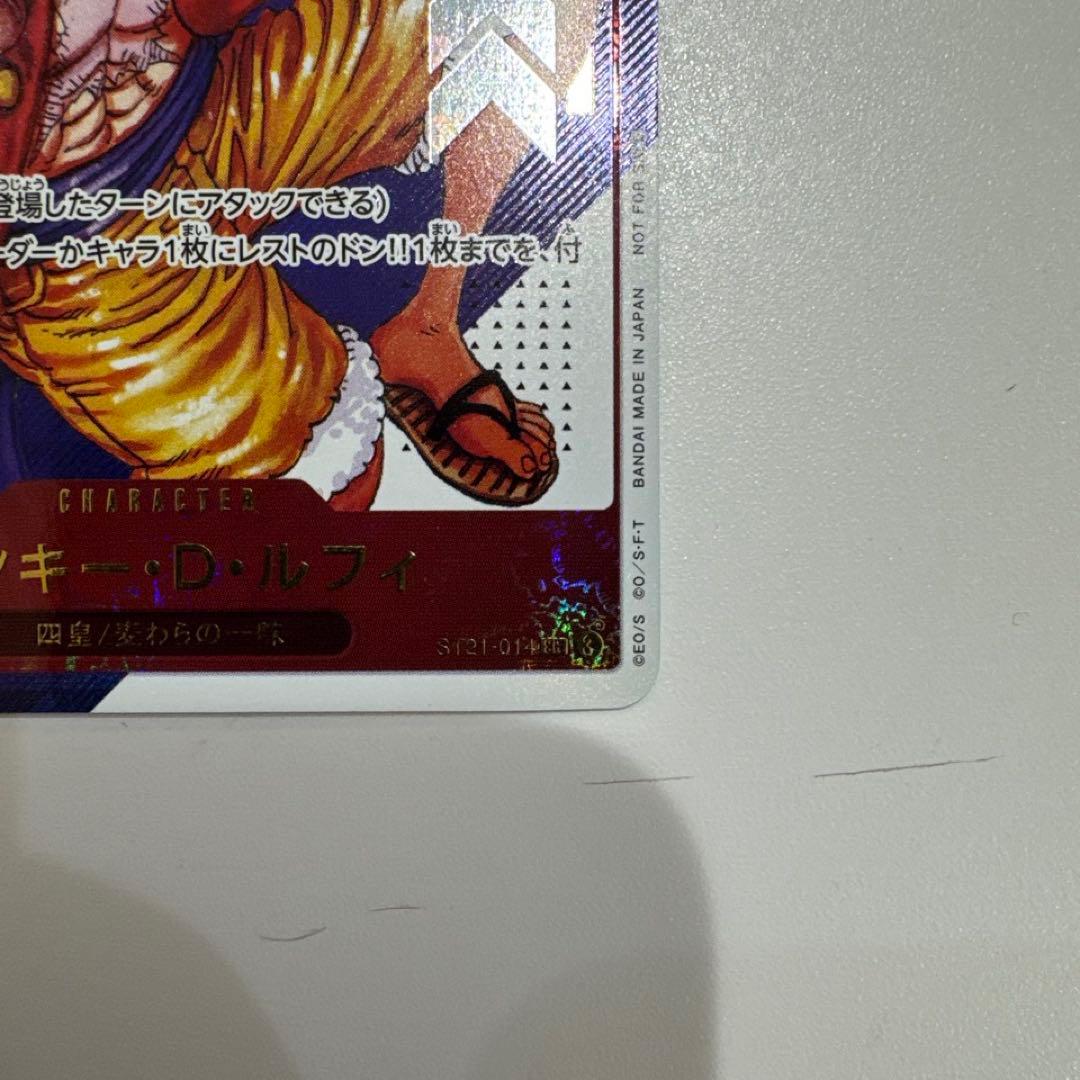 登場したターンにアタックできる)
ーダーかキャラ1枚にレストのドン!!1枚までを、付
CHARACTER
ンキー・D・ルフィ
四皇/麦わらの一味
ST21-014
©EO/S ©O/S･F･T BANDAI MADE IN JAPAN NOT FOR